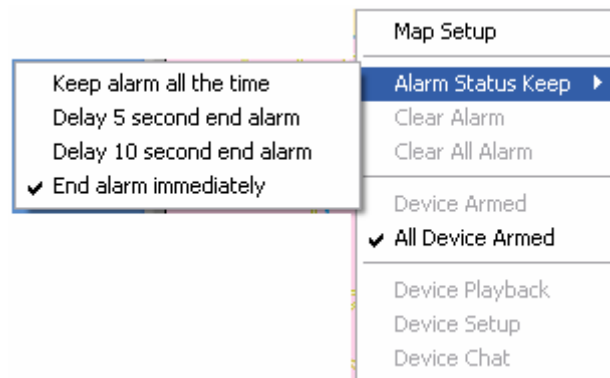 Map Setup
Alarm Status Keep
Keep alarm all the time
Delay 5 second end alarm
Delay 10 second end alarm
End alarm immediately
Clear Alarm
Clear All Alarm
Device Armed
All Device Armed
Device Playback
Device Setup
Device Chat